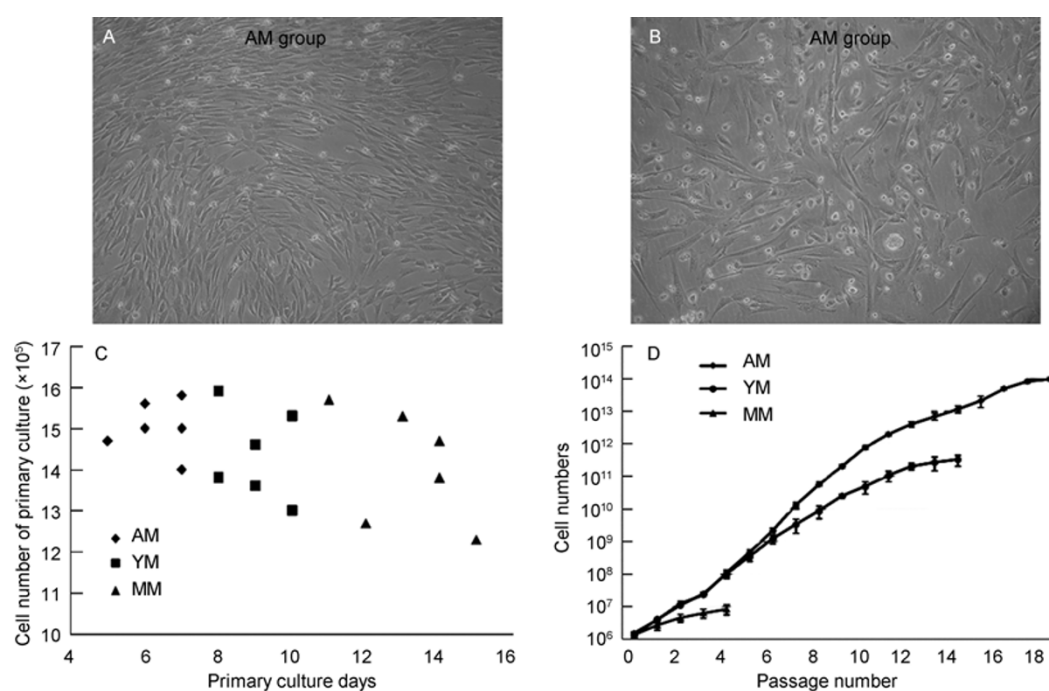 A
AM group
B
AM group
C
Cell number of primary culture (×10⁵)
17
16
15
14
13
12
11
10
AM
YM
MM
4
6
8
10
12
14
16
Primary culture days
D
Cell numbers
10¹⁵
10¹⁴
10¹³
10¹²
10¹¹
10¹⁰
10⁹
10⁸
10⁷
10⁶
AM
YM
MM
0
2
4
6
8
10
12
14
16
18
Passage number